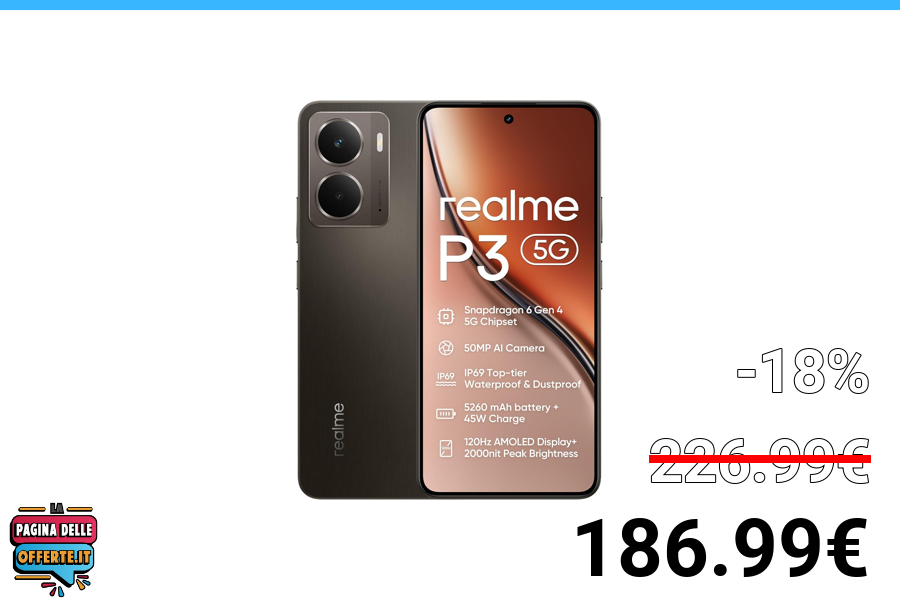 realme
P3 5G
Snapdragon 6 Gen 4
5G Chipset
50MP AI Camera
IP69
IP69 Top-tier
Waterproof & Dustproof
5260 mAh battery +
45W Charge
120Hz AMOLED Display+
2000nit Peak Brightness
realme
-18%
226.99€
186.99€
LA
PAGINA DELLE
OFFERTE.IT